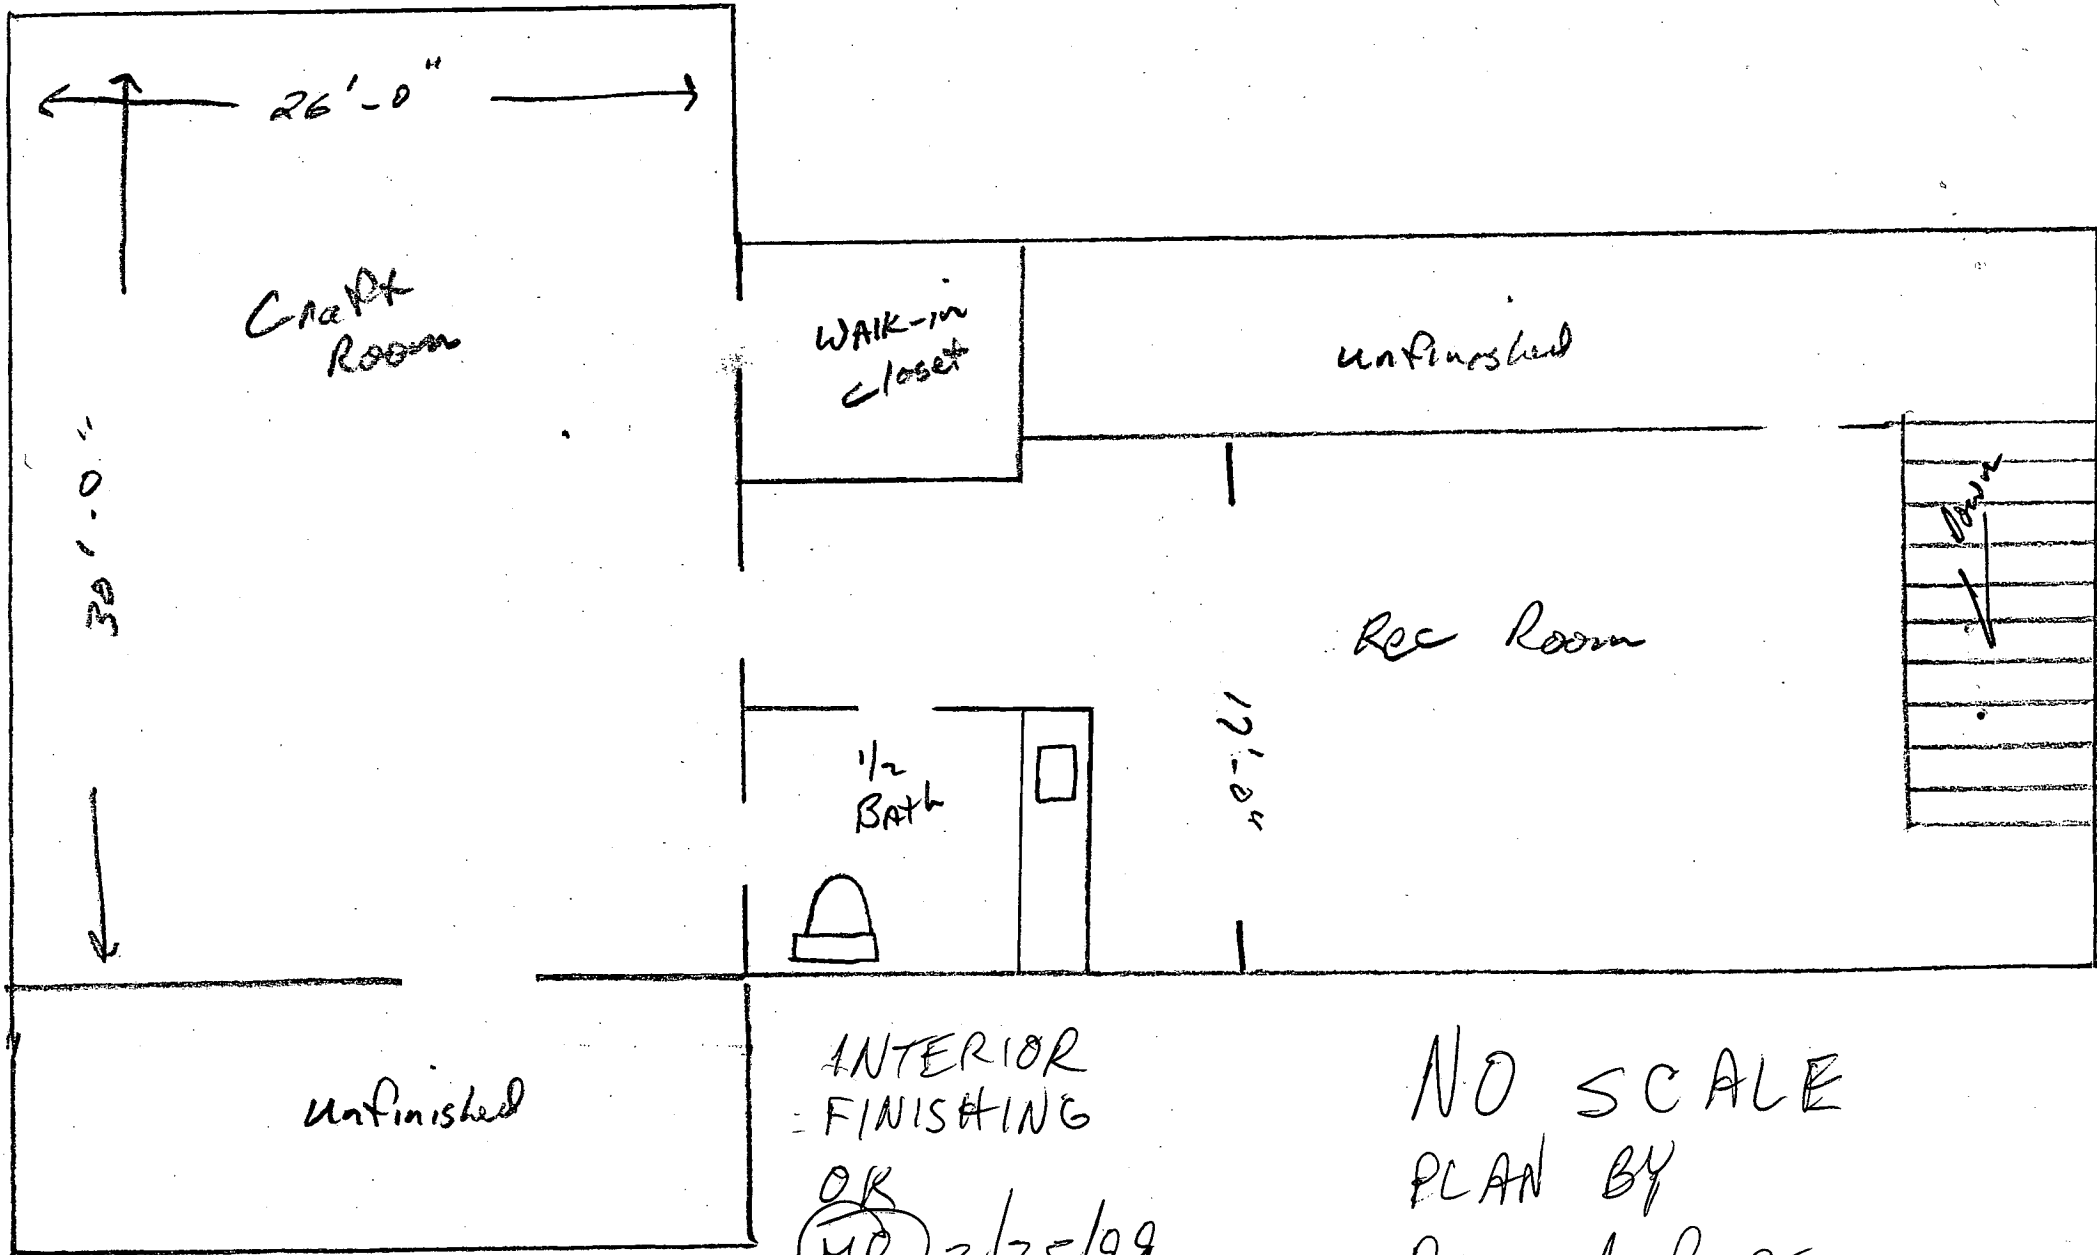 26'-0"
Craft
Room
30'-0"
WALK-in
closet
unfinished
Down
Rec Room
17'-0"
1/2
BAth
unfinished
INTERIOR
FINISHING
OK
NO SCALE
PLAN BY